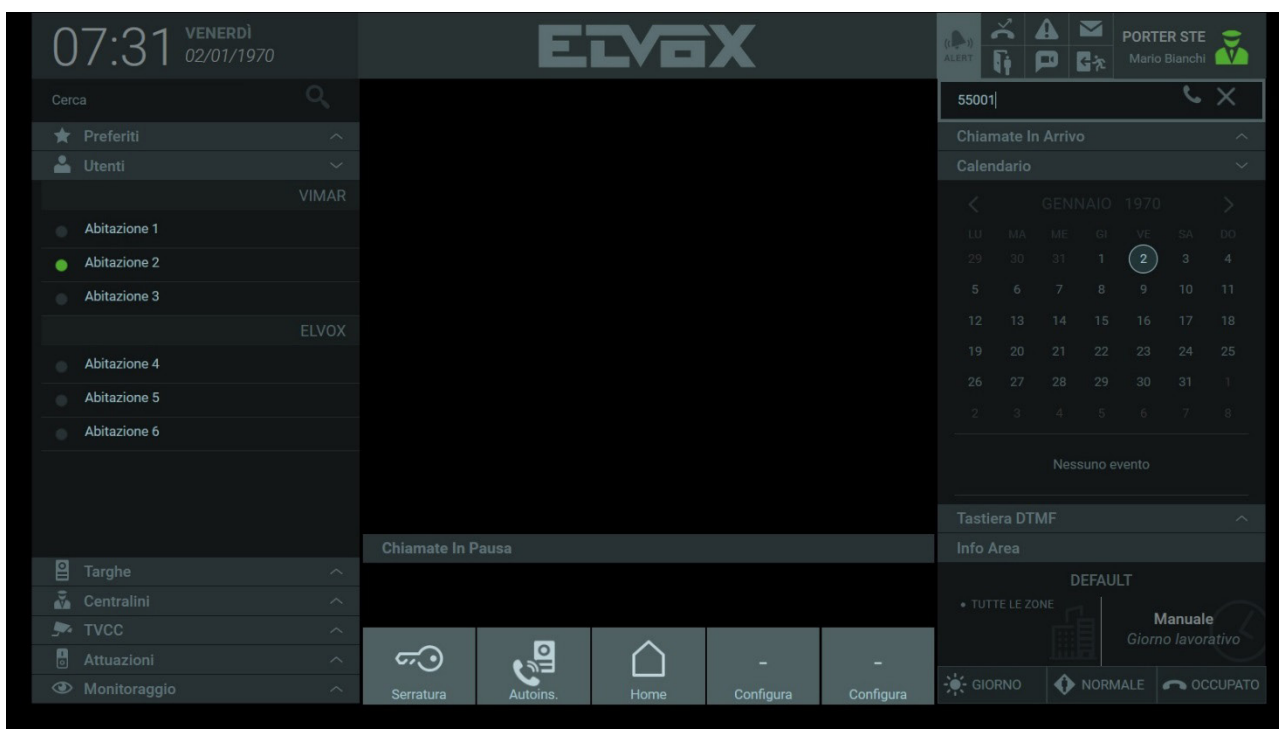 07:31 VENERDÌ
02/01/1970
ELVOX
ALERT
PORTER STE
Mario Bianchi
Cerca
Preferiti
Utenti
VIMAR
Abitazione 1
Abitazione 2
Abitazione 3
ELVOX
Abitazione 4
Abitazione 5
Abitazione 6
Targhe
Centralini
TVCC
Attuazioni
Monitoraggio
Chiamate In Pausa
Serratura
Autoins.
Home
-
Configura
-
Configura
55001
Chiamate In Arrivo
Calendario
GENNAIO 1970
LU MA ME GI VE SA DO
29 30 31 1 2 3 4
5 6 7 8 9 10 11
12 13 14 15 16 17 18
19 20 21 22 23 24 25
26 27 28 29 30 31 1
2 3 4 5 6 7 8
Nessuno evento
Tastiera DTMF
Info Area
DEFAULT
• TUTTE LE ZONE
Manuale
Giorno lavorativo
GIORNO
NORMALE
OCCUPATO